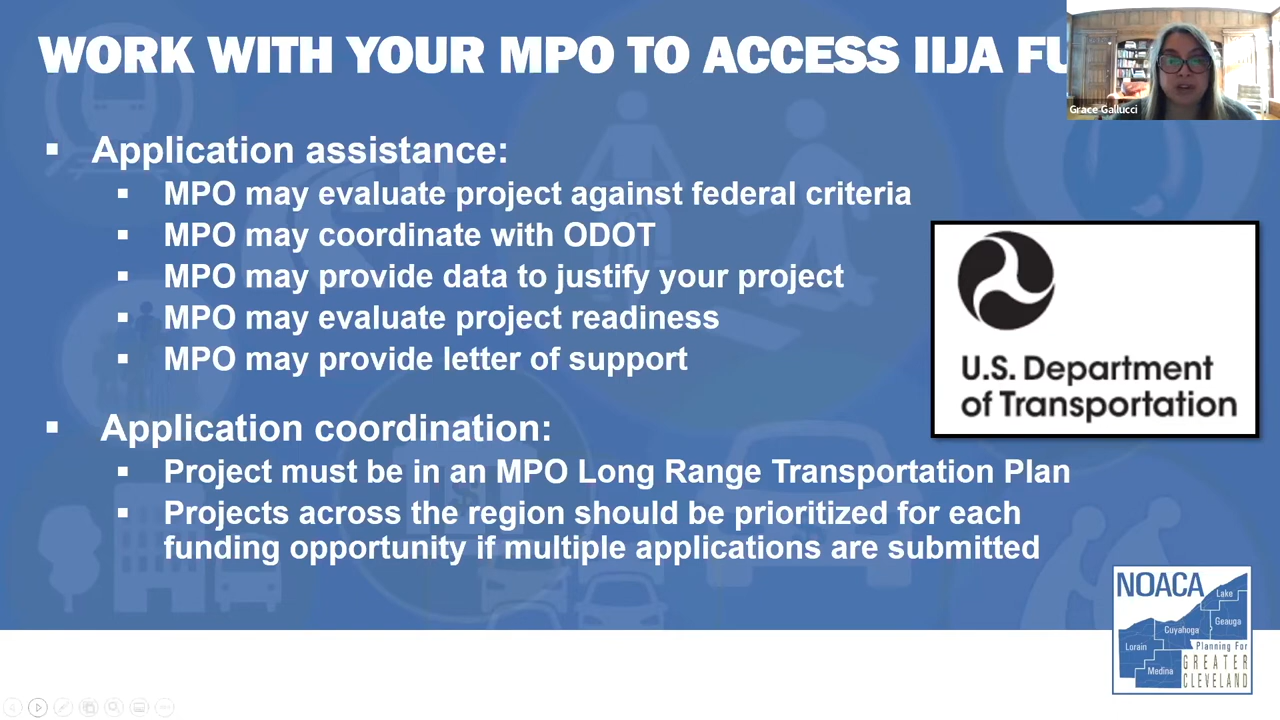 WORK WITH YOUR MPO TO ACCESS IIJA FU
Grace Gallucci
▪ Application assistance:
▪ MPO may evaluate project against federal criteria
▪ MPO may coordinate with ODOT
▪ MPO may provide data to justify your project
▪ MPO may evaluate project readiness
▪ MPO may provide letter of support
U.S. Department
of Transportation
▪ Application coordination:
▪ Project must be in an MPO Long Range Transportation Plan
▪ Projects across the region should be prioritized for each
funding opportunity if multiple applications are submitted
NOACA
Lake
Geauga
Cuyahoga
Lorain
Medina
Planning For
GREATER
CLEVELAND